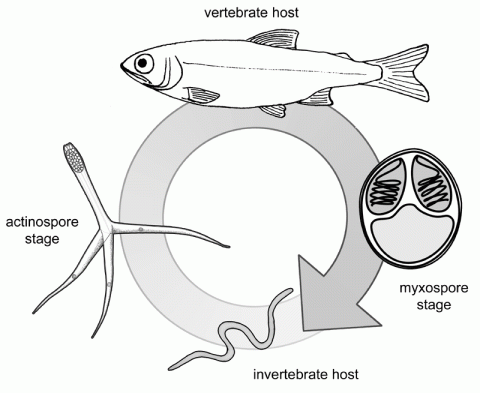 vertebrate host
actinospore
stage
myxospore
stage
invertebrate host